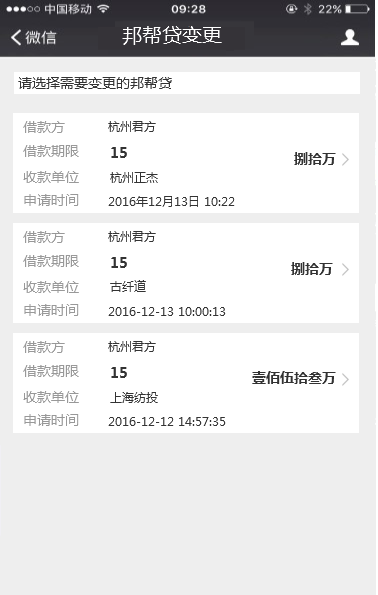 中国移动 09:28 22%
微信 邦帮贷变更
请选择需要变更的邦帮贷
借款方 杭州君方
借款期限 15 捌拾万
收款单位 杭州正杰
申请时间 2016年12月13日 10:22
借款方 杭州君方
借款期限 15 捌拾万
收款单位 古纤道
申请时间 2016-12-13 10:00:13
借款方 杭州君方
借款期限 15 壹佰伍拾叁万
收款单位 上海纺投
申请时间 2016-12-12 14:57:35